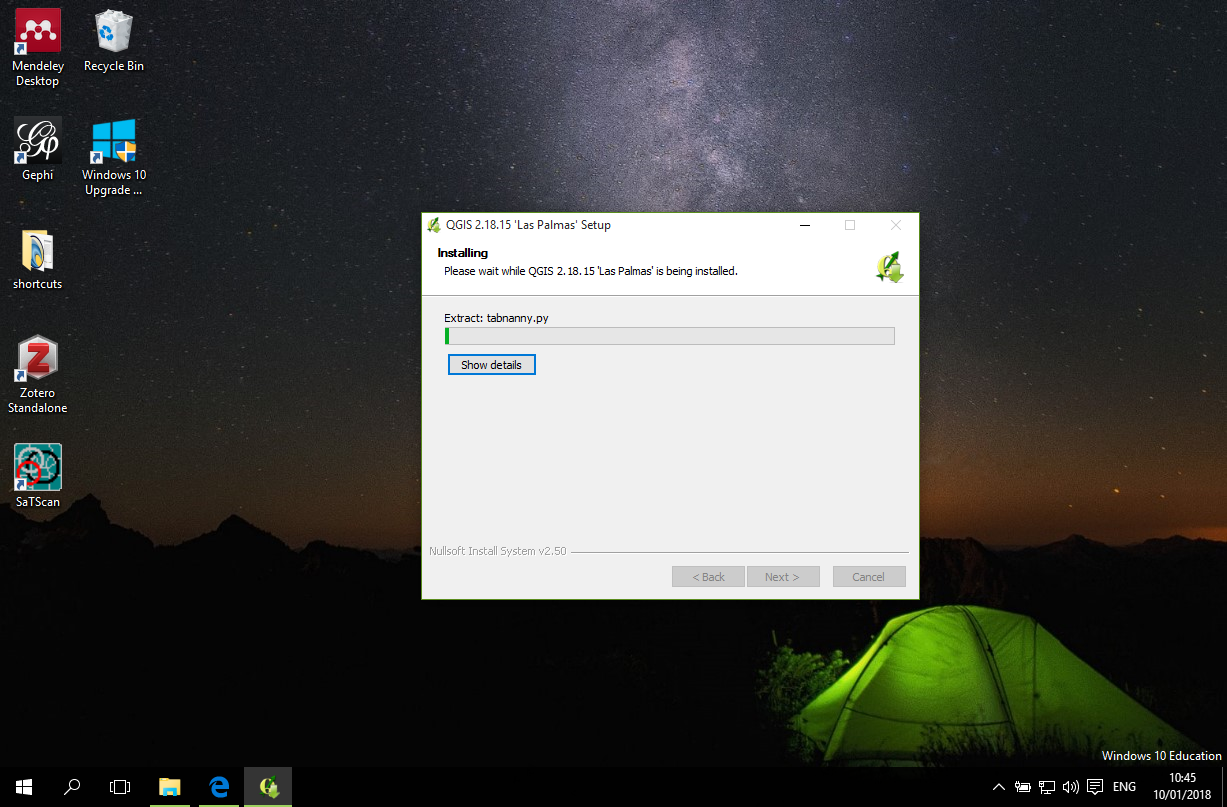 Mendeley
Desktop
Recycle Bin
Gephi
Windows 10
Upgrade ...
shortcuts
Zotero
Standalone
SaTScan
QGIS 2.18.15 'Las Palmas' Setup
Installing
Please wait while QGIS 2.18.15 'Las Palmas' is being installed.
Extract: tabnanny.py
Show details
Nullsoft Install System v2.50
< Back
Next >
Cancel
Windows 10 Education
ENG
10:45
10/01/2018